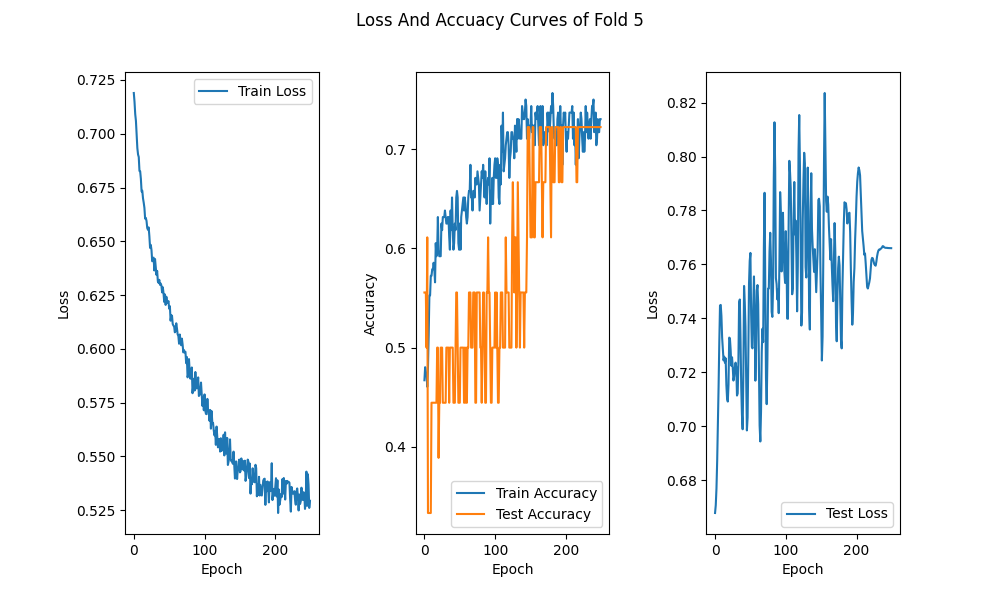 Loss And Accuacy Curves of Fold 5
Loss
0.725
0.700
0.675
0.650
0.625
0.600
0.575
0.550
0.525
Train Loss
0 100 200
Epoch
Accuracy
0.7
0.6
0.5
0.4
Train Accuracy
Test Accuracy
0 100 200
Epoch
Loss
0.82
0.80
0.78
0.76
0.74
0.72
0.70
0.68
Test Loss
0 100 200
Epoch